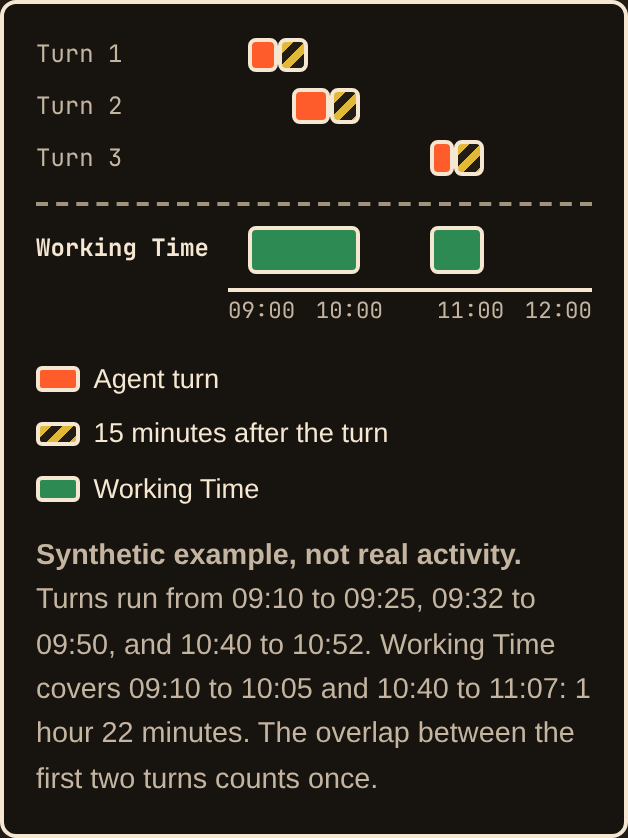 Turn 1
Turn 2
Turn 3
Working Time
09:00 10:00 11:00 12:00
Agent turn
15 minutes after the turn
Working Time
Synthetic example, not real activity.
Turns run from 09:10 to 09:25, 09:32 to
09:50, and 10:40 to 10:52. Working Time
covers 09:10 to 10:05 and 10:40 to 11:07: 1
hour 22 minutes. The overlap between the
first two turns counts once.